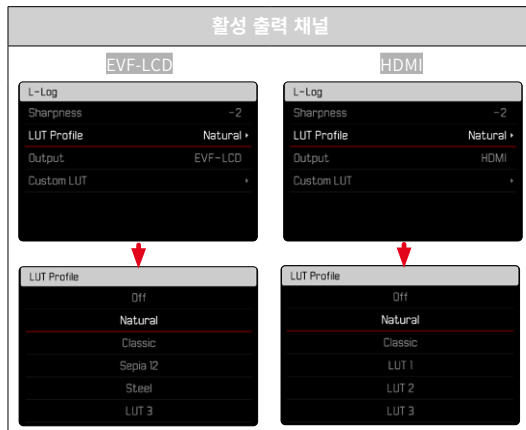 활성 출력 채널
EVF-LCD
L-Log
Sharpness -2
LUT Profile Natural
Output EVF-LCD
Custom LUT
LUT Profile
Off
Natural
Classic
Sepia 12
Steel
LUT 3
HDMI
L-Log
Sharpness -2
LUT Profile Natural
Output HDMI
Custom LUT
LUT Profile
Off
Natural
Classic
LUT 1
LUT 2
LUT 3